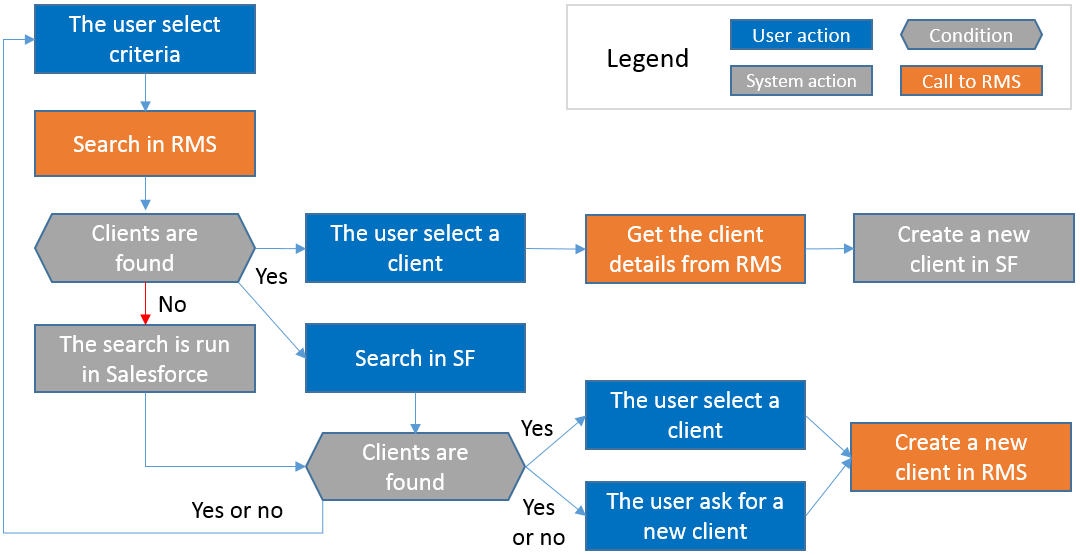 The user select
criteria
Legend
User action
Condition
System action
Call to RMS
Search in RMS
Clients are
found
Yes
The user select a
client
Get the client
details from RMS
Create a new
client in SF
No
The search is run
in Salesforce
Search in SF
Clients are
found
Yes
The user select a
client
Create a new
client in RMS
Yes or no
Yes
or no
The user ask for a
new client